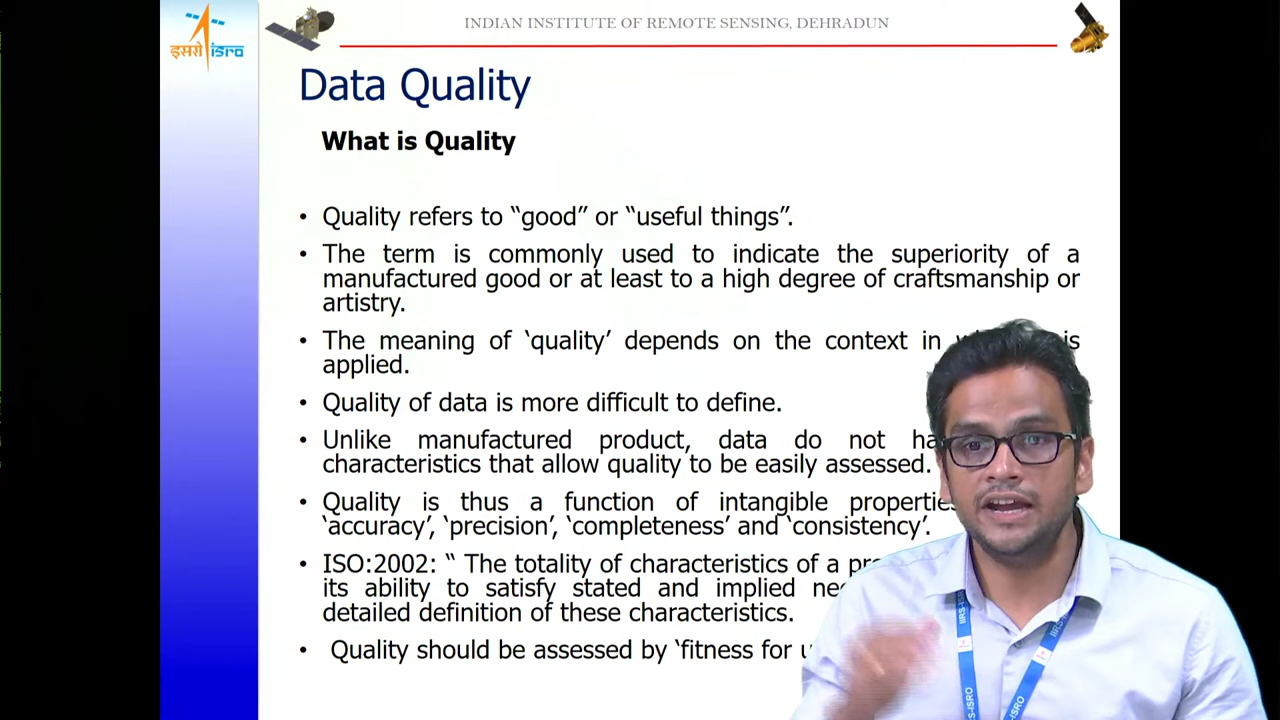 INDIAN INSTITUTE OF REMOTE SENSING, DEHRADUN
इसरो isro
Data Quality
What is Quality
• Quality refers to “good” or “useful things”.
• The term is commonly used to indicate the superiority of a
manufactured good or at least to a high degree of craftsmanship or
artistry.
• The meaning of ‘quality’ depends on the context in is
applied.
• Quality of data is more difficult to define.
• Unlike manufactured product, data do not
characteristics that allow quality to be easily assessed.
• Quality is thus a function of intangible
‘accuracy’, ‘precision’, ‘completeness’ and ‘consistency’.
• ISO:2002: “ The totality of characteristics of a
its ability to satisfy stated and implied
detailed definition of these characteristics.
• Quality should be assessed by ‘fitness for
IIRS-ISRO